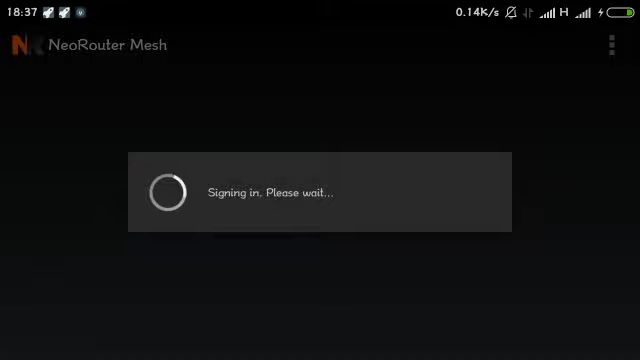 18:37 0.14K/s H
NeoRouter Mesh
Signing in. Please wait...